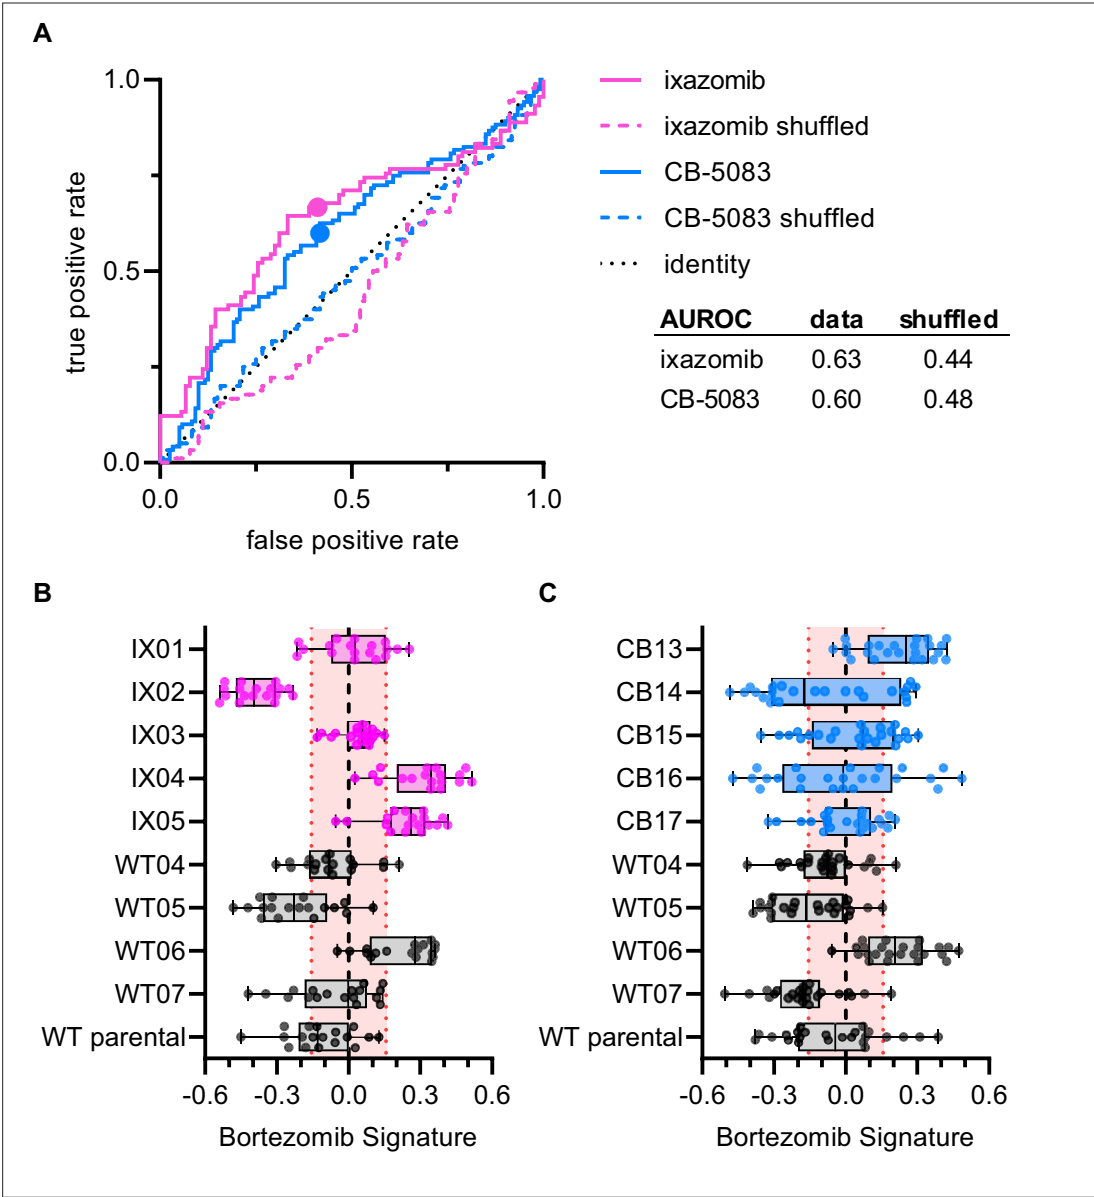 A
1.0
0.5
0.0
true positive rate
0.0 0.5 1.0
false positive rate
ixazomib
ixazomib shuffled
CB-5083
CB-5083 shuffled
identity
AUROC data shuffled
ixazomib 0.63 0.44
CB-5083 0.60 0.48
B
IX01
IX02
IX03
IX04
IX05
WT04
WT05
WT06
WT07
WT parental
-0.6 -0.3 0.0 0.3 0.6
Bortezomib Signature
C
CB13
CB14
CB15
CB16
CB17
WT04
WT05
WT06
WT07
WT parental
-0.6 -0.3 0.0 0.3 0.6
Bortezomib Signature